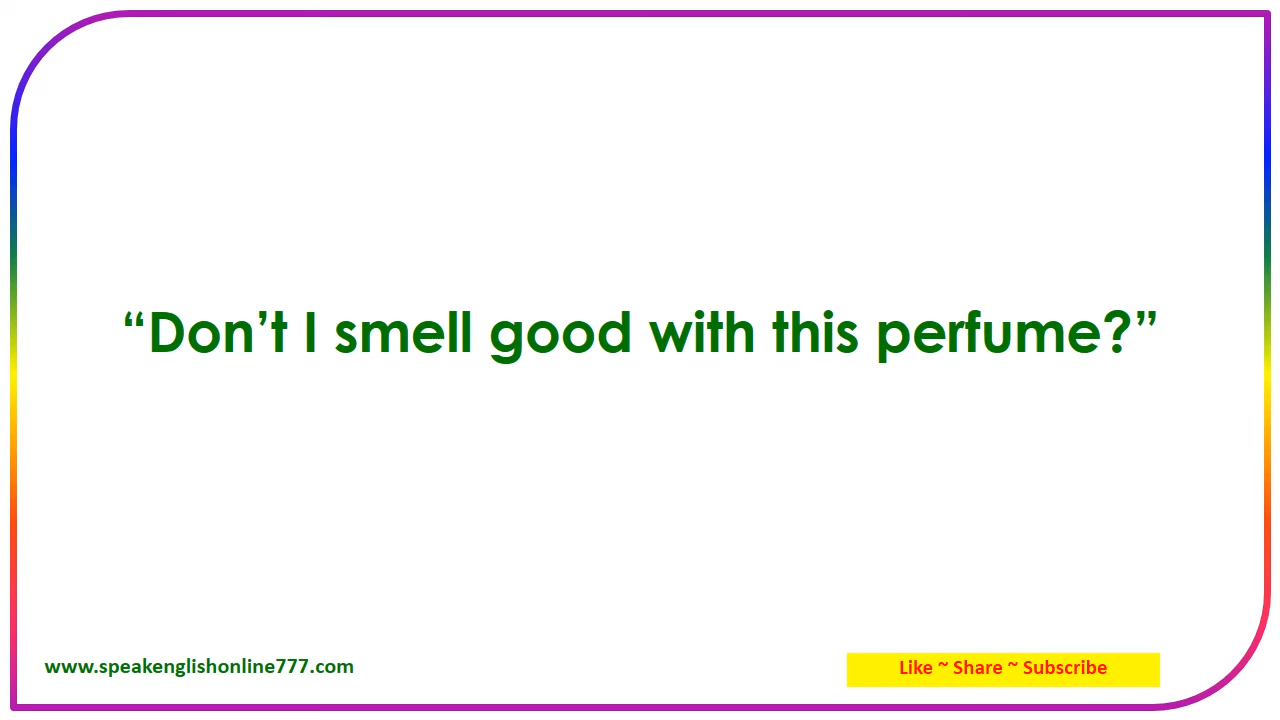 “Don’t I smell good with this perfume?”
www.speakenglishonline777.com
Like ~ Share ~ Subscribe